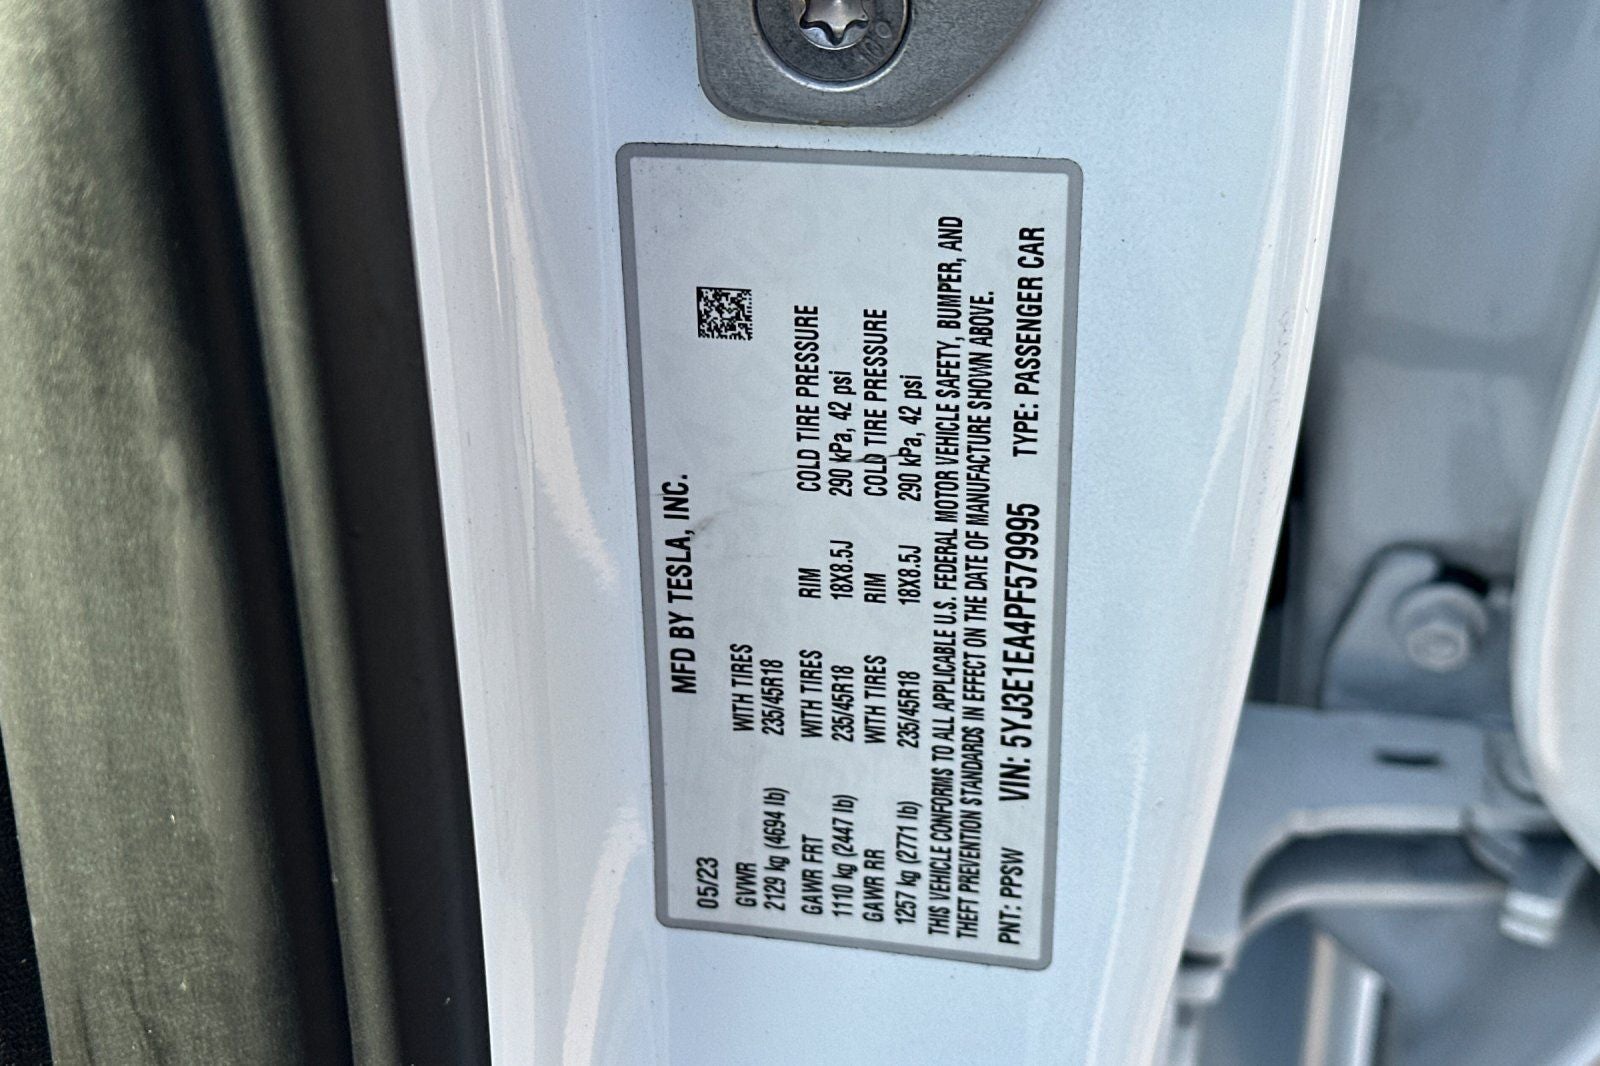 MFD BY TESLA, INC.
05/23
GVWR WITH TIRES
2129 kg (4694 lb) 235/45R18
GAWR FRT WITH TIRES RIM COLD TIRE PRESSURE
1110 kg (2447 lb) 235/45R18 18X8.5J 290 kPa, 42 psi
GAWR RR WITH TIRES RIM COLD TIRE PRESSURE
1257 kg (2771 lb) 235/45R18 18X8.5J 290 kPa, 42 psi
THIS VEHICLE CONFORMS TO ALL APPLICABLE U.S. FEDERAL MOTOR VEHICLE SAFETY, BUMPER, AND
THEFT PREVENTION STANDARDS IN EFFECT ON THE DATE OF MANUFACTURE SHOWN ABOVE.
PNT: PPSW VIN: 5YJ3E1EA4PF579995 TYPE: PASSENGER CAR